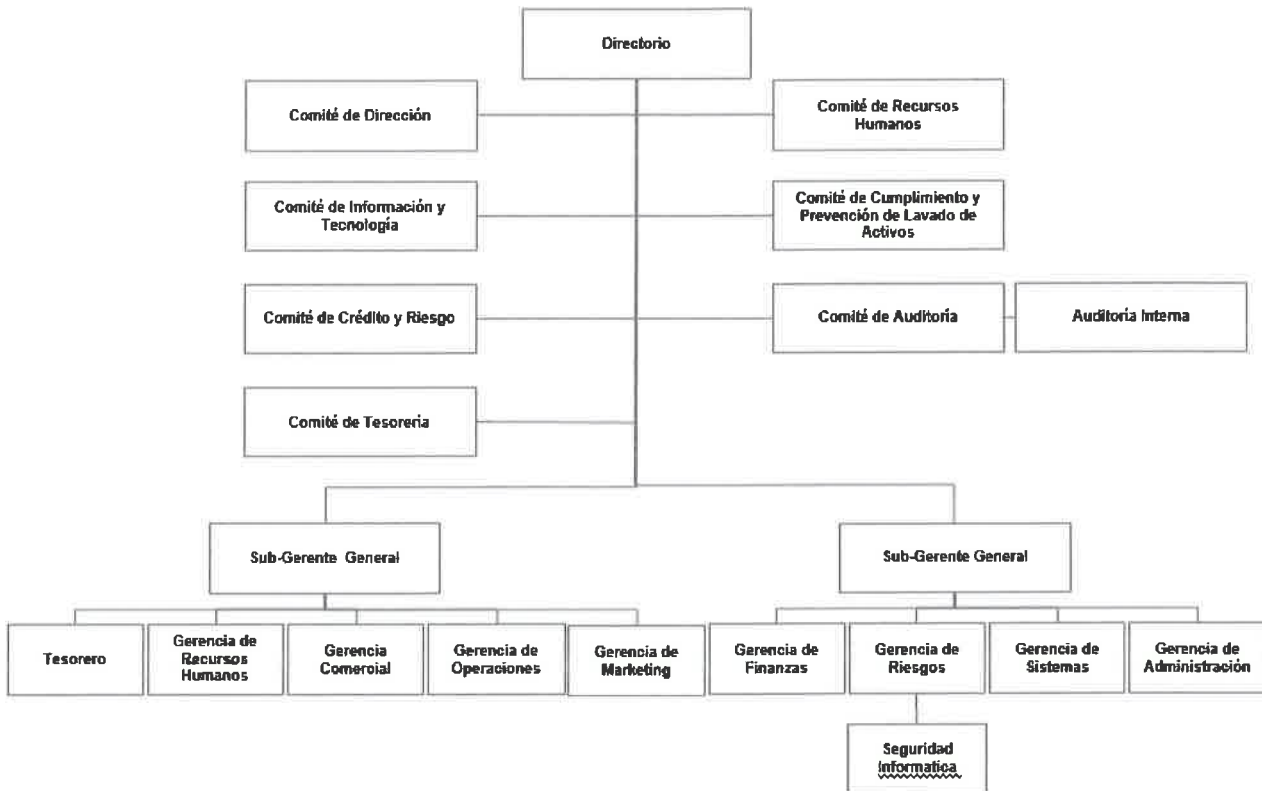 Directorio
Comité de Dirección
Comité de Recursos
Humanos
Comité de Información y
Tecnología
Comité de Cumplimiento y
Prevención de Lavado de
Activos
Comité de Crédito y Riesgo
Comité de Auditoría
Auditoria Interna
Comité de Tesoreria
Sub-Gerente General
Sub-Gerente General
Tesorero
Gerencia de
Recursos
Humanos
Gerencia
Comercial
Gerencia de
Operaciones
Gerencia de
Marketing
Gerencia de
Finanzas
Gerencia de
Riesgos
Gerencia de
Sistemas
Gerencia de
Administración
Seguridad
Informatica